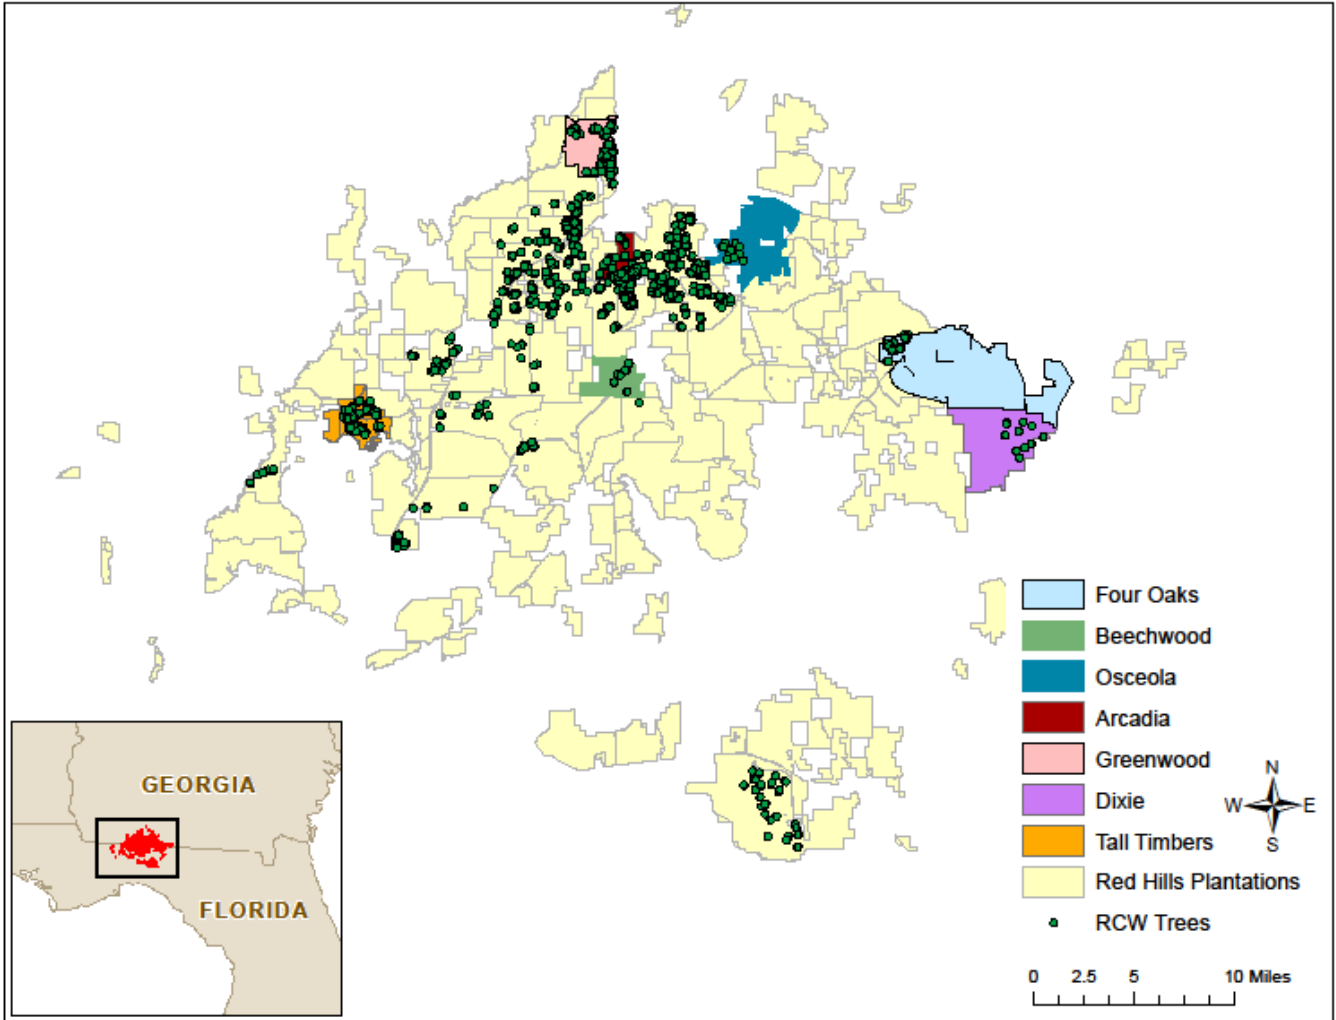 Four Oaks
Beechwood
Osceola
Arcadia
Greenwood
Dixie
Tall Timbers
Red Hills Plantations
RCW Trees
N
W E
S
0 2.5 5 10 Miles
GEORGIA
FLORIDA